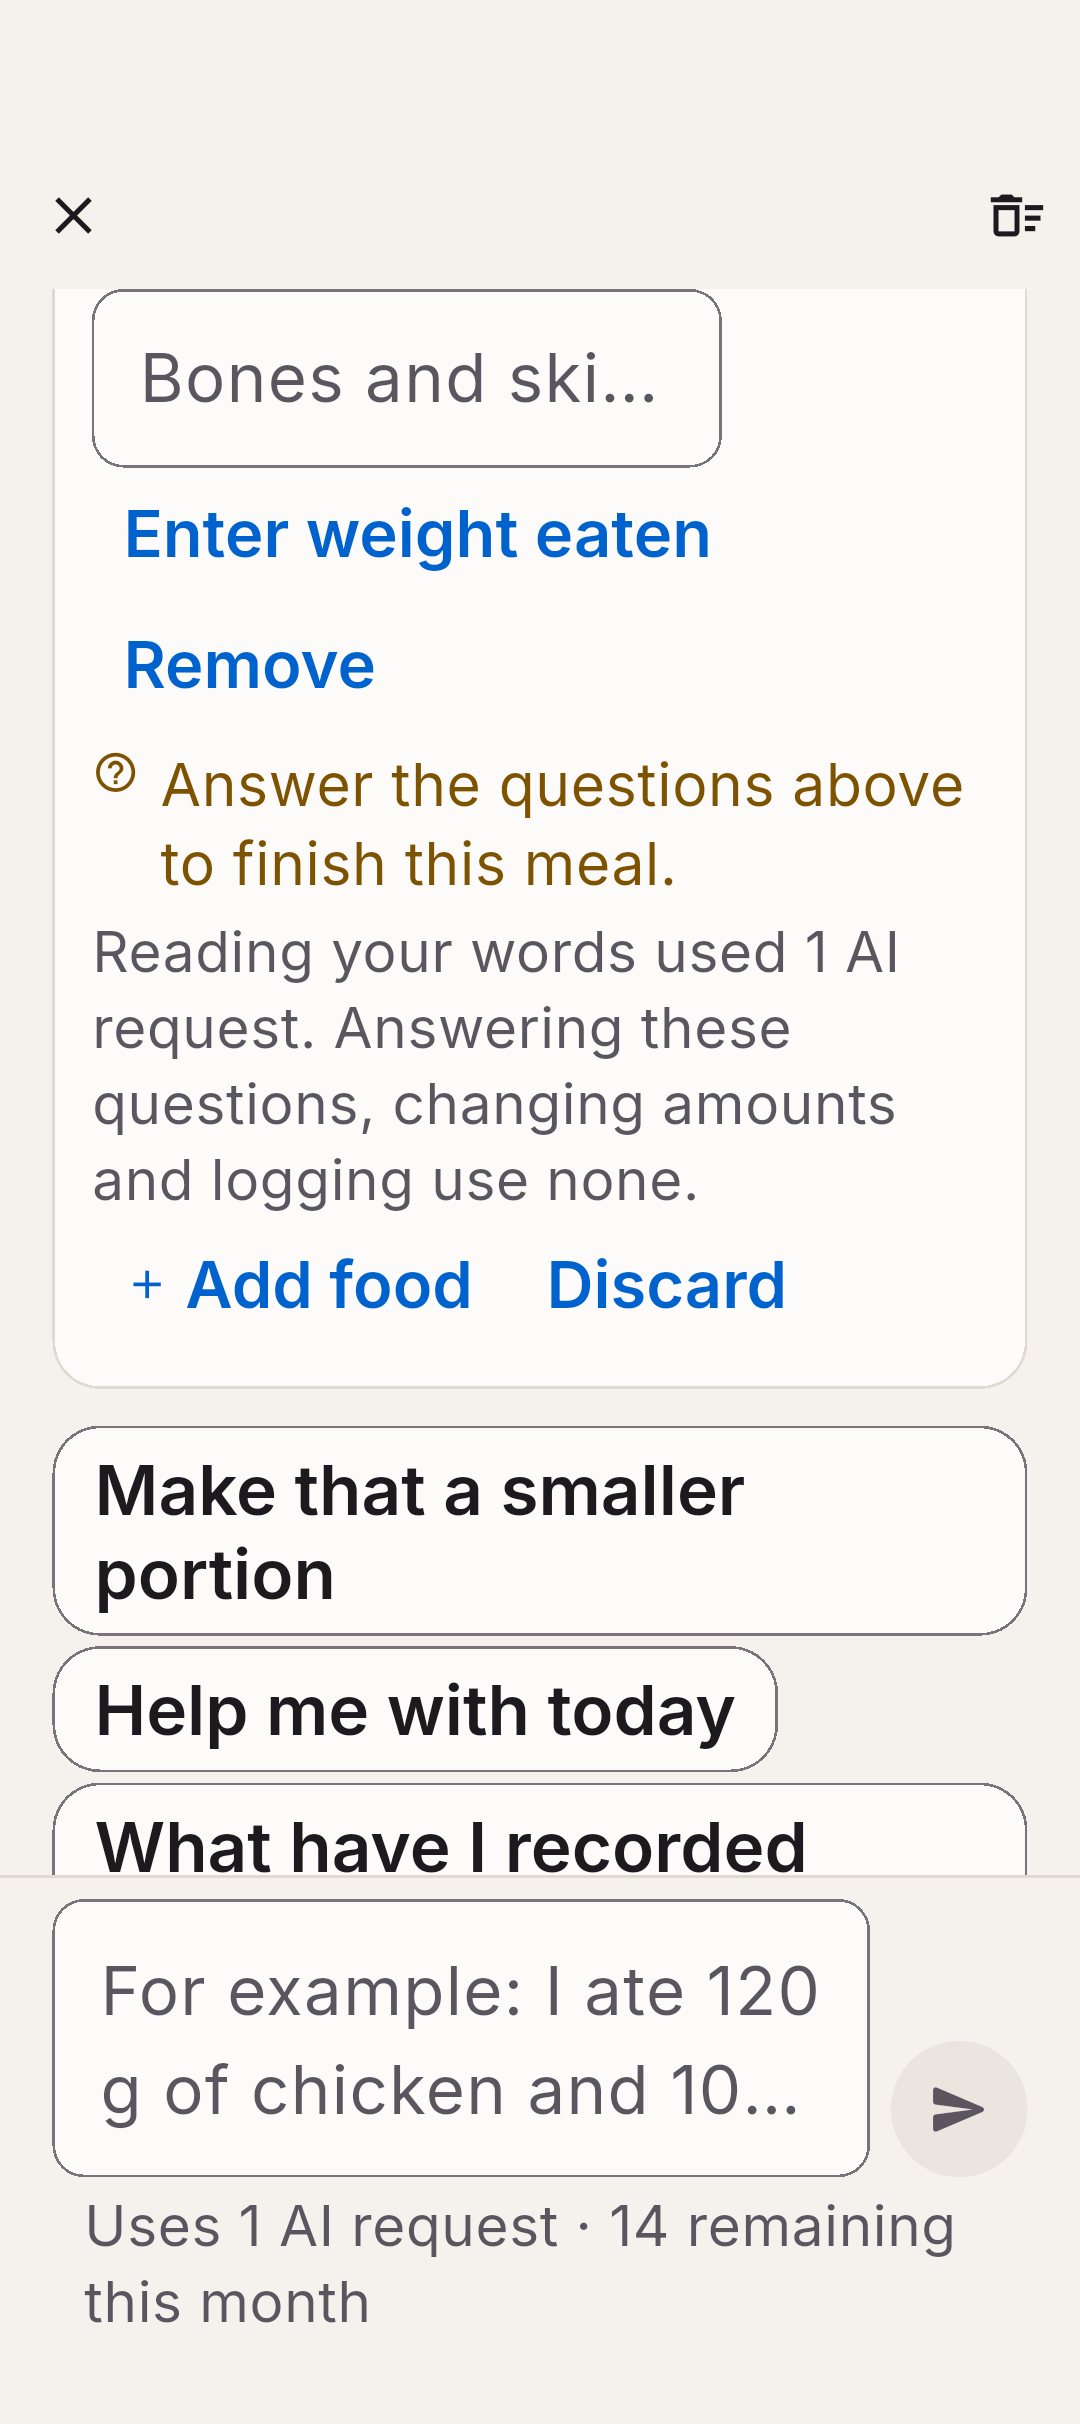 Bones and ski...
Enter weight eaten
Remove
Answer the questions above
to finish this meal.
Reading your words used 1 AI
request. Answering these
questions, changing amounts
and logging use none.
+ Add food Discard
Make that a smaller
portion
Help me with today
What have I recorded
For example: I ate 120
g of chicken and 10...
Uses 1 AI request · 14 remaining
this month